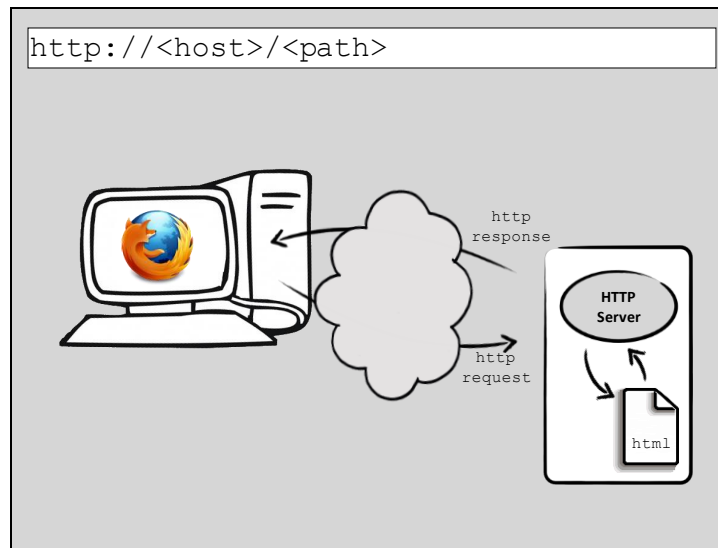 http://<host>/<path>
http
response
HTTP
Server
http
request
html